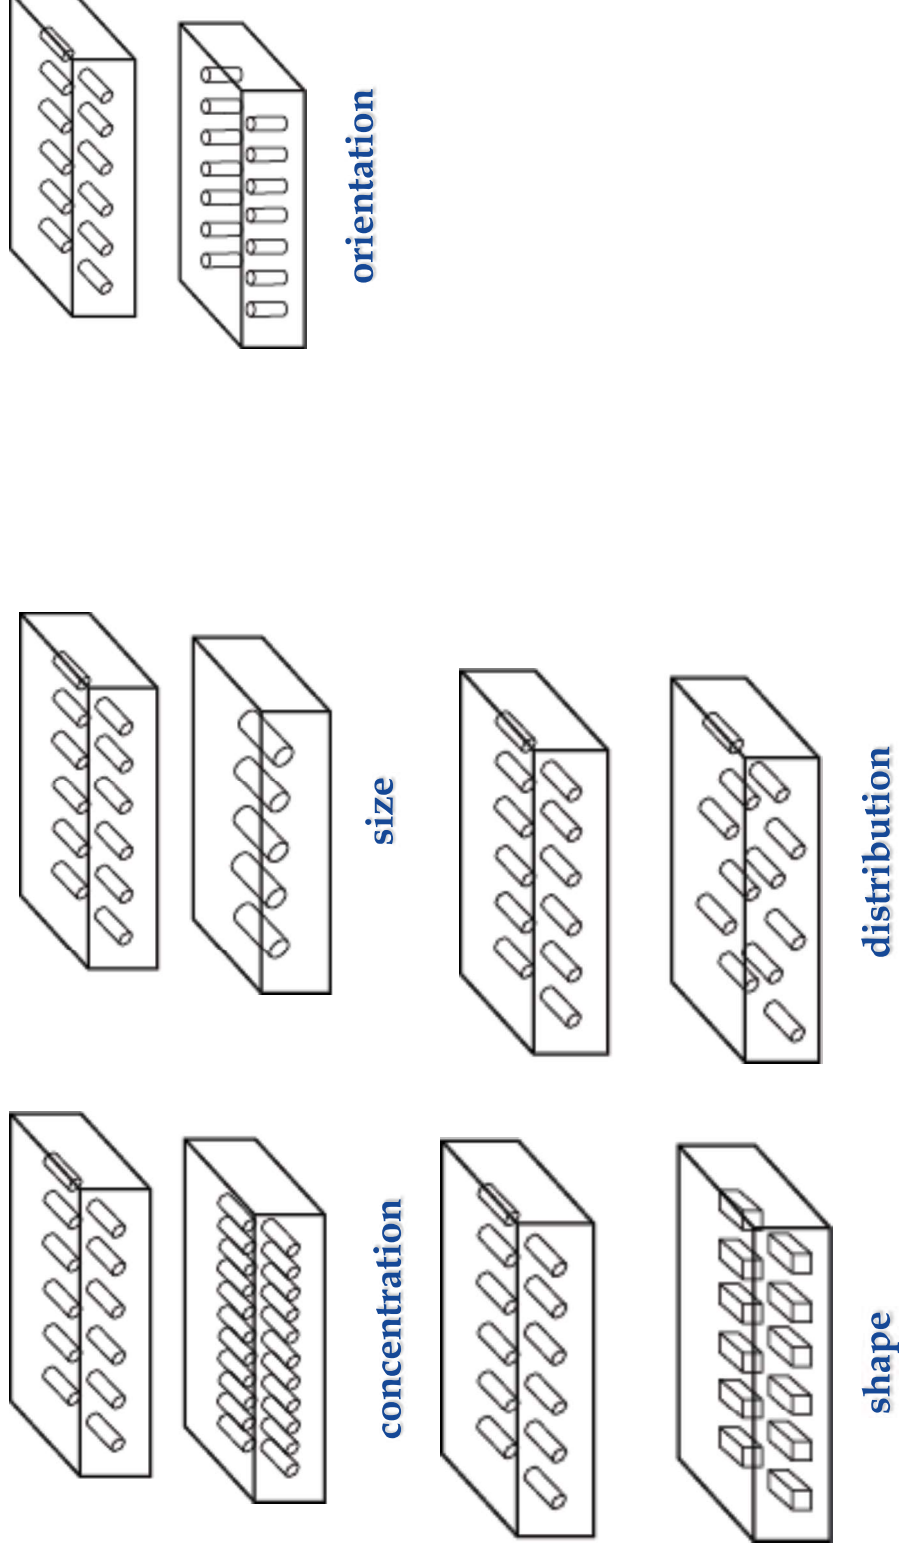 concentration
size
orientation
shape
distribution